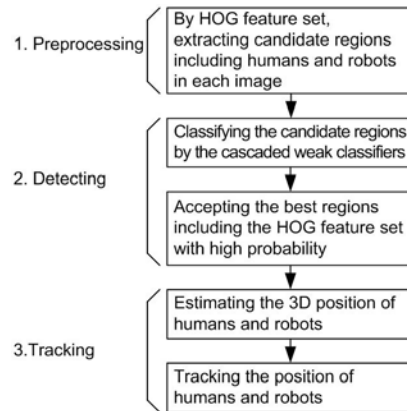 1. Preprocessing
By HOG feature set,
extracting candidate regions
including humans and robots
in each image
2. Detecting
Classifying the candidate regions
by the cascaded weak classifiers
Accepting the best regions
including the HOG feature set
with high probability
3.Tracking
Estimating the 3D position of
humans and robots
Tracking the position of
humans and robots